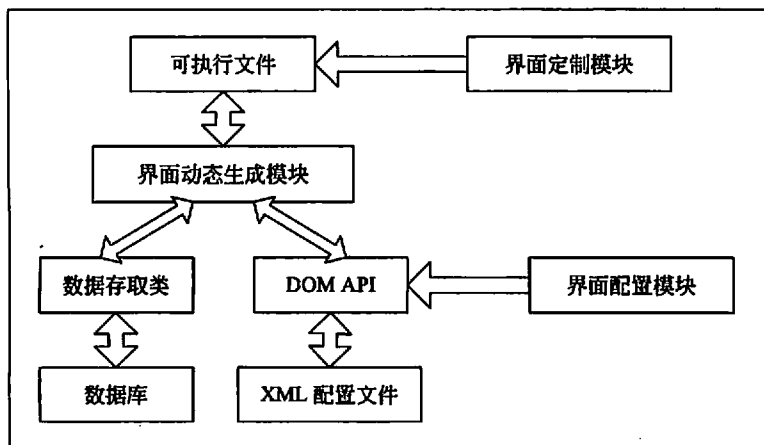 可执行文件
界面定制模块
界面动态生成模块
数据存取类
DOM API
界面配置模块
数据库
XML 配置文件